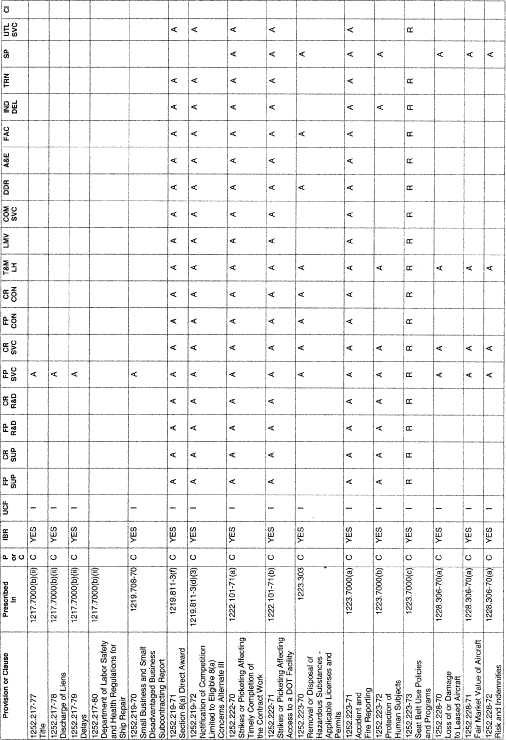 Provision or Clause | Prescribed in | P or C | IBR | UCF | FP SUP | CR SUP | FP R&D | CR R&D | FP SVC | CR SVC | FP CON | CR CON | T&M LH | LMV | COM SVC | DDR | A&E | FAC | IND DEL | TRN | SP | UTL SVC | CI
1252.217-77 1217.7000(b)(ii) C YES I A
Title
1252.217-78 1217.7000(b)(ii) C YES I A
Discharge of Liens
1252.217-79 1217.7000(b)(ii) C YES I A
Delays
1252.217-80 1217.7000(b)(ii)
Department of Labor Safety
and Health Regulations for
Ship Repair
1252.219-70 1219.708-70 C YES I A
Small Business and Small
Disadvantaged Business
Subcontracting Report
1252.219-71 1219.811-3(f) C YES I A A A A A A A A A A A A A A A A A
Section 8(a) Direct Award
1252.219-72 1219.811-3(d)(3) C YES I A A A A A A A A A A A A A A A A A
Notification of Competition
Limited to Eligible 8(a)
Concerns Alternate III
1252.222-70 1222.101-71(a) C YES I A A A A A A A A A A A A A A A A A A
Strikes or Picketing Affecting
Timely Completion of
the Contract Work
1252.222-71 1222.101-71(b) C YES I A A A A A A A A A A A A A A A A A A
Strikes or Picketing Affecting
Access to a DOT Facility
1252.223-70 1223.303 C YES I A A A A A A A A
Removal or Disposal of
Hazardous Substances -
Applicable Licenses and
Permits
1252.223-71 1223.7000(a) C YES I A A A A A A A A A A A A A A A A A A
Accident and
Fire Reporting
1252.223-72 1223.7000(b) C YES I A A A A A A A A A
Protection of
Human Subjects
1252.223-73 1223.7000(c) C YES I R R R R R R R R R R R R R R R R R
Seat Belt Use Policies
and Programs
1252.228-70 1228.306-70(a) C YES I A A A A
Loss of or Damage
to Leased Aircraft
1252.228-71 1228.306-70(a) C YES I A A A A
Fair Market Value of Aircraft
1252.228-72 1228.306-70(a) C YES I A A A A
Risk and Indemnities